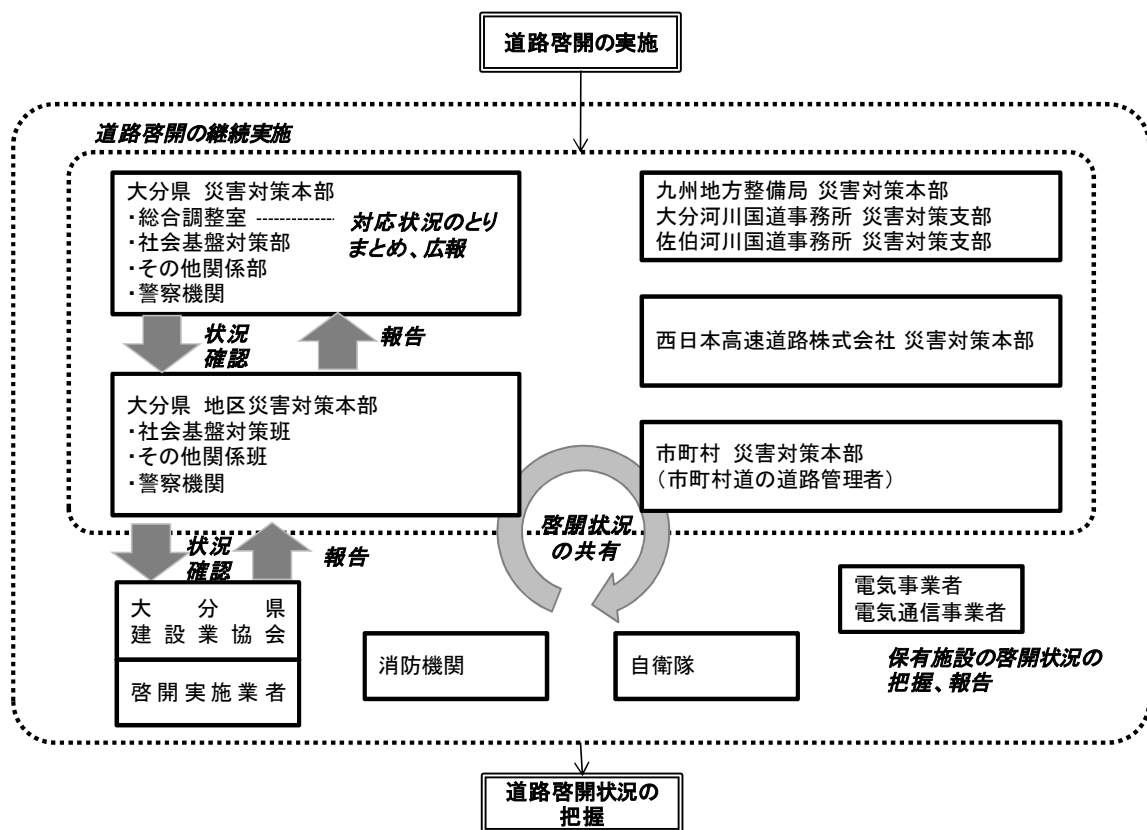 道路啓開の実施
道路啓開の継続実施
大分県 災害対策本部
・総合調整室
・社会基盤対策部
・その他関係部
・警察機関
対応状況のとり
まとめ、広報
九州地方整備局 災害対策本部
大分河川国道事務所 災害対策支部
佐伯河川国道事務所 災害対策支部
状況
確認
報告
西日本高速道路株式会社 災害対策本部
大分県 地区災害対策本部
・社会基盤対策班
・その他関係班
・警察機関
市町村 災害対策本部
（市町村道の道路管理者）
啓開状況
の共有
状況
確認
報告
大分県
建設業協会
啓開実施業者
消防機関
自衛隊
電気事業者
電気通信事業者
保有施設の啓開状況の
把握、報告
道路啓開状況の
把握